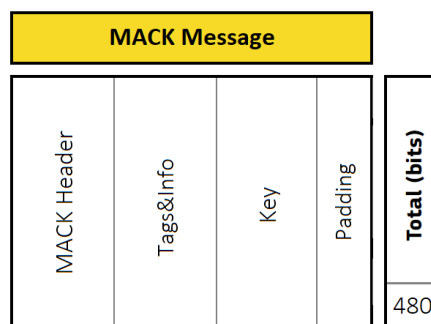 MACK Message
MACK Header
Tags&Info
Key
Padding
Total (bits)
480